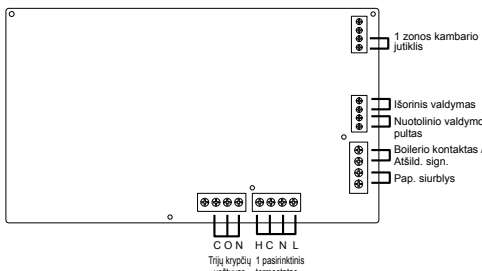 1 zonos kambario
jutiklis
Išorinis valdymas
Nuotolinio valdymo
pultas
Boilerio kontaktas /
Atšild. sign.
Pap. siurblys
C O N H C N L
Trijų krypčių 1 pasirinktinis